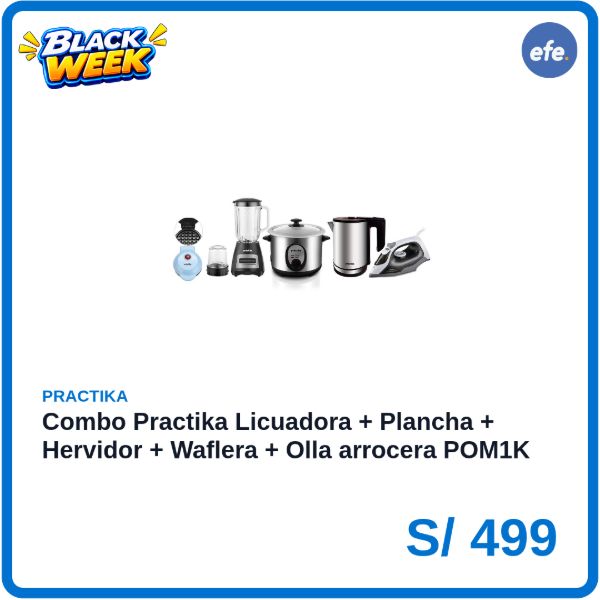 BLACK
WEEK
efe.
PRACTIKA
Combo Practika Licuadora + Plancha +
Hervidor + Waflera + Olla arrocera POM1K
S/ 499